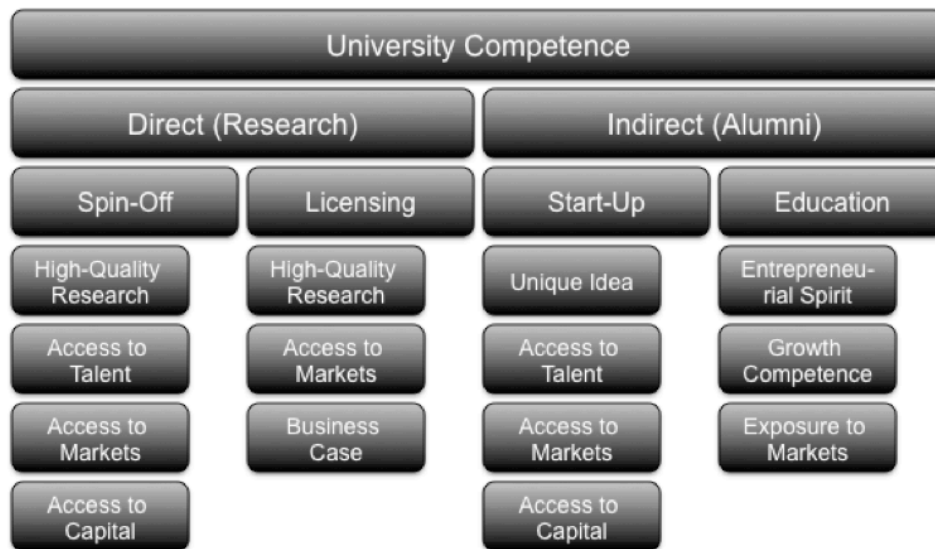 University Competence
Direct (Research)
Indirect (Alumni)
Spin-Off
Licensing
Start-Up
Education
High-Quality
Research
High-Quality
Research
Unique Idea
Entrepreneu-
rial Spirit
Access to
Talent
Access to
Markets
Access to
Talent
Growth
Competence
Access to
Markets
Business
Case
Access to
Markets
Exposure to
Markets
Access to
Capital
Access to
Capital